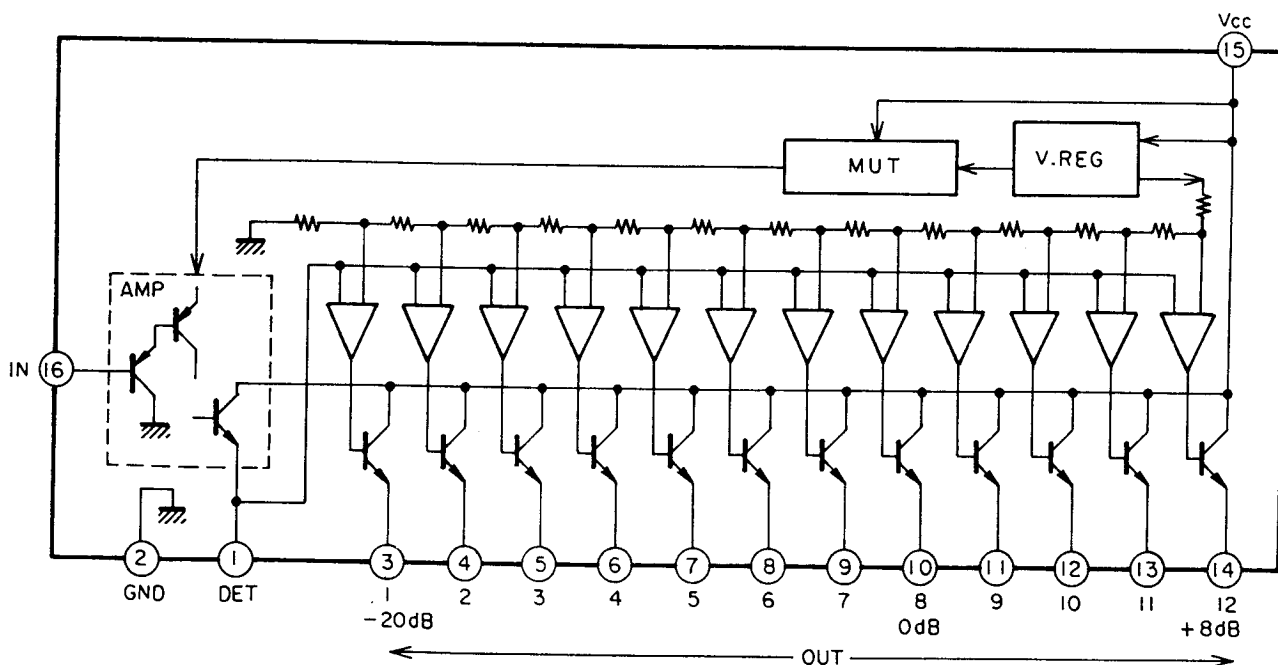 Vcc
15
MUT
V.REG
AMP
IN 16
2 1 3 4 5 6 7 8 9 10 11 12 13 14
GND DET 1 2 3 4 5 6 7 8 9 10 11 12
-20dB 0dB +8dB
OUT